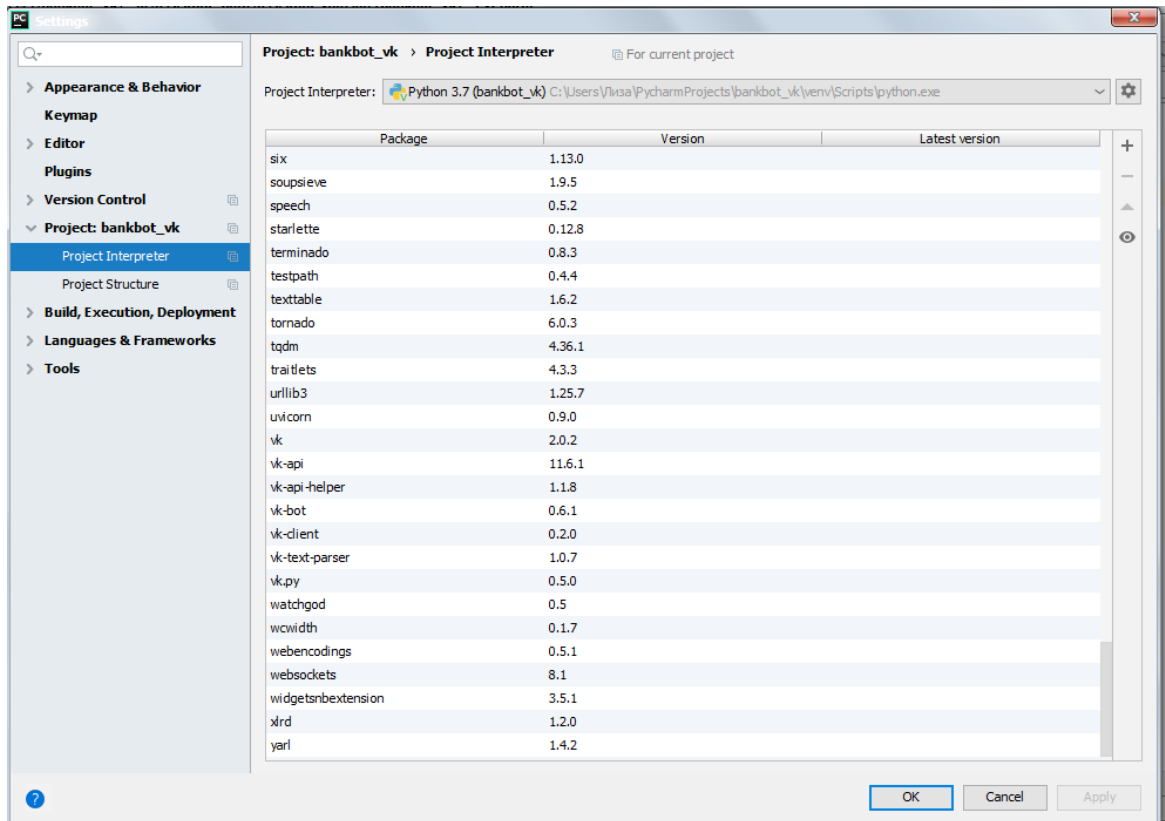 PC Settings
Project: bankbot_vk › Project Interpreter For current project
Appearance & Behavior
Keymap
Editor
Plugins
Version Control
Project: bankbot_vk
Project Interpreter
Project Structure
Build, Execution, Deployment
Languages & Frameworks
Tools
Project Interpreter: Python 3.7 (bankbot_vk) C:\Users\Лиза\PycharmProjects\bankbot_vk\venv\Scripts\python.exe
Package Version Latest version
six 1.13.0
soupsieve 1.9.5
speech 0.5.2
starlette 0.12.8
terminado 0.8.3
testpath 0.4.4
texttable 1.6.2
tornado 6.0.3
tqdm 4.36.1
traitlets 4.3.3
urllib3 1.25.7
uvicorn 0.9.0
vk 2.0.2
vk-api 11.6.1
vk-api-helper 1.1.8
vk-bot 0.6.1
vk-client 0.2.0
vk-text-parser 1.0.7
vk.py 0.5.0
watchgod 0.5
wcwidth 0.1.7
webencodings 0.5.1
websockets 8.1
widgetsnbextension 3.5.1
xlrd 1.2.0
yarl 1.4.2
? OK Cancel Apply